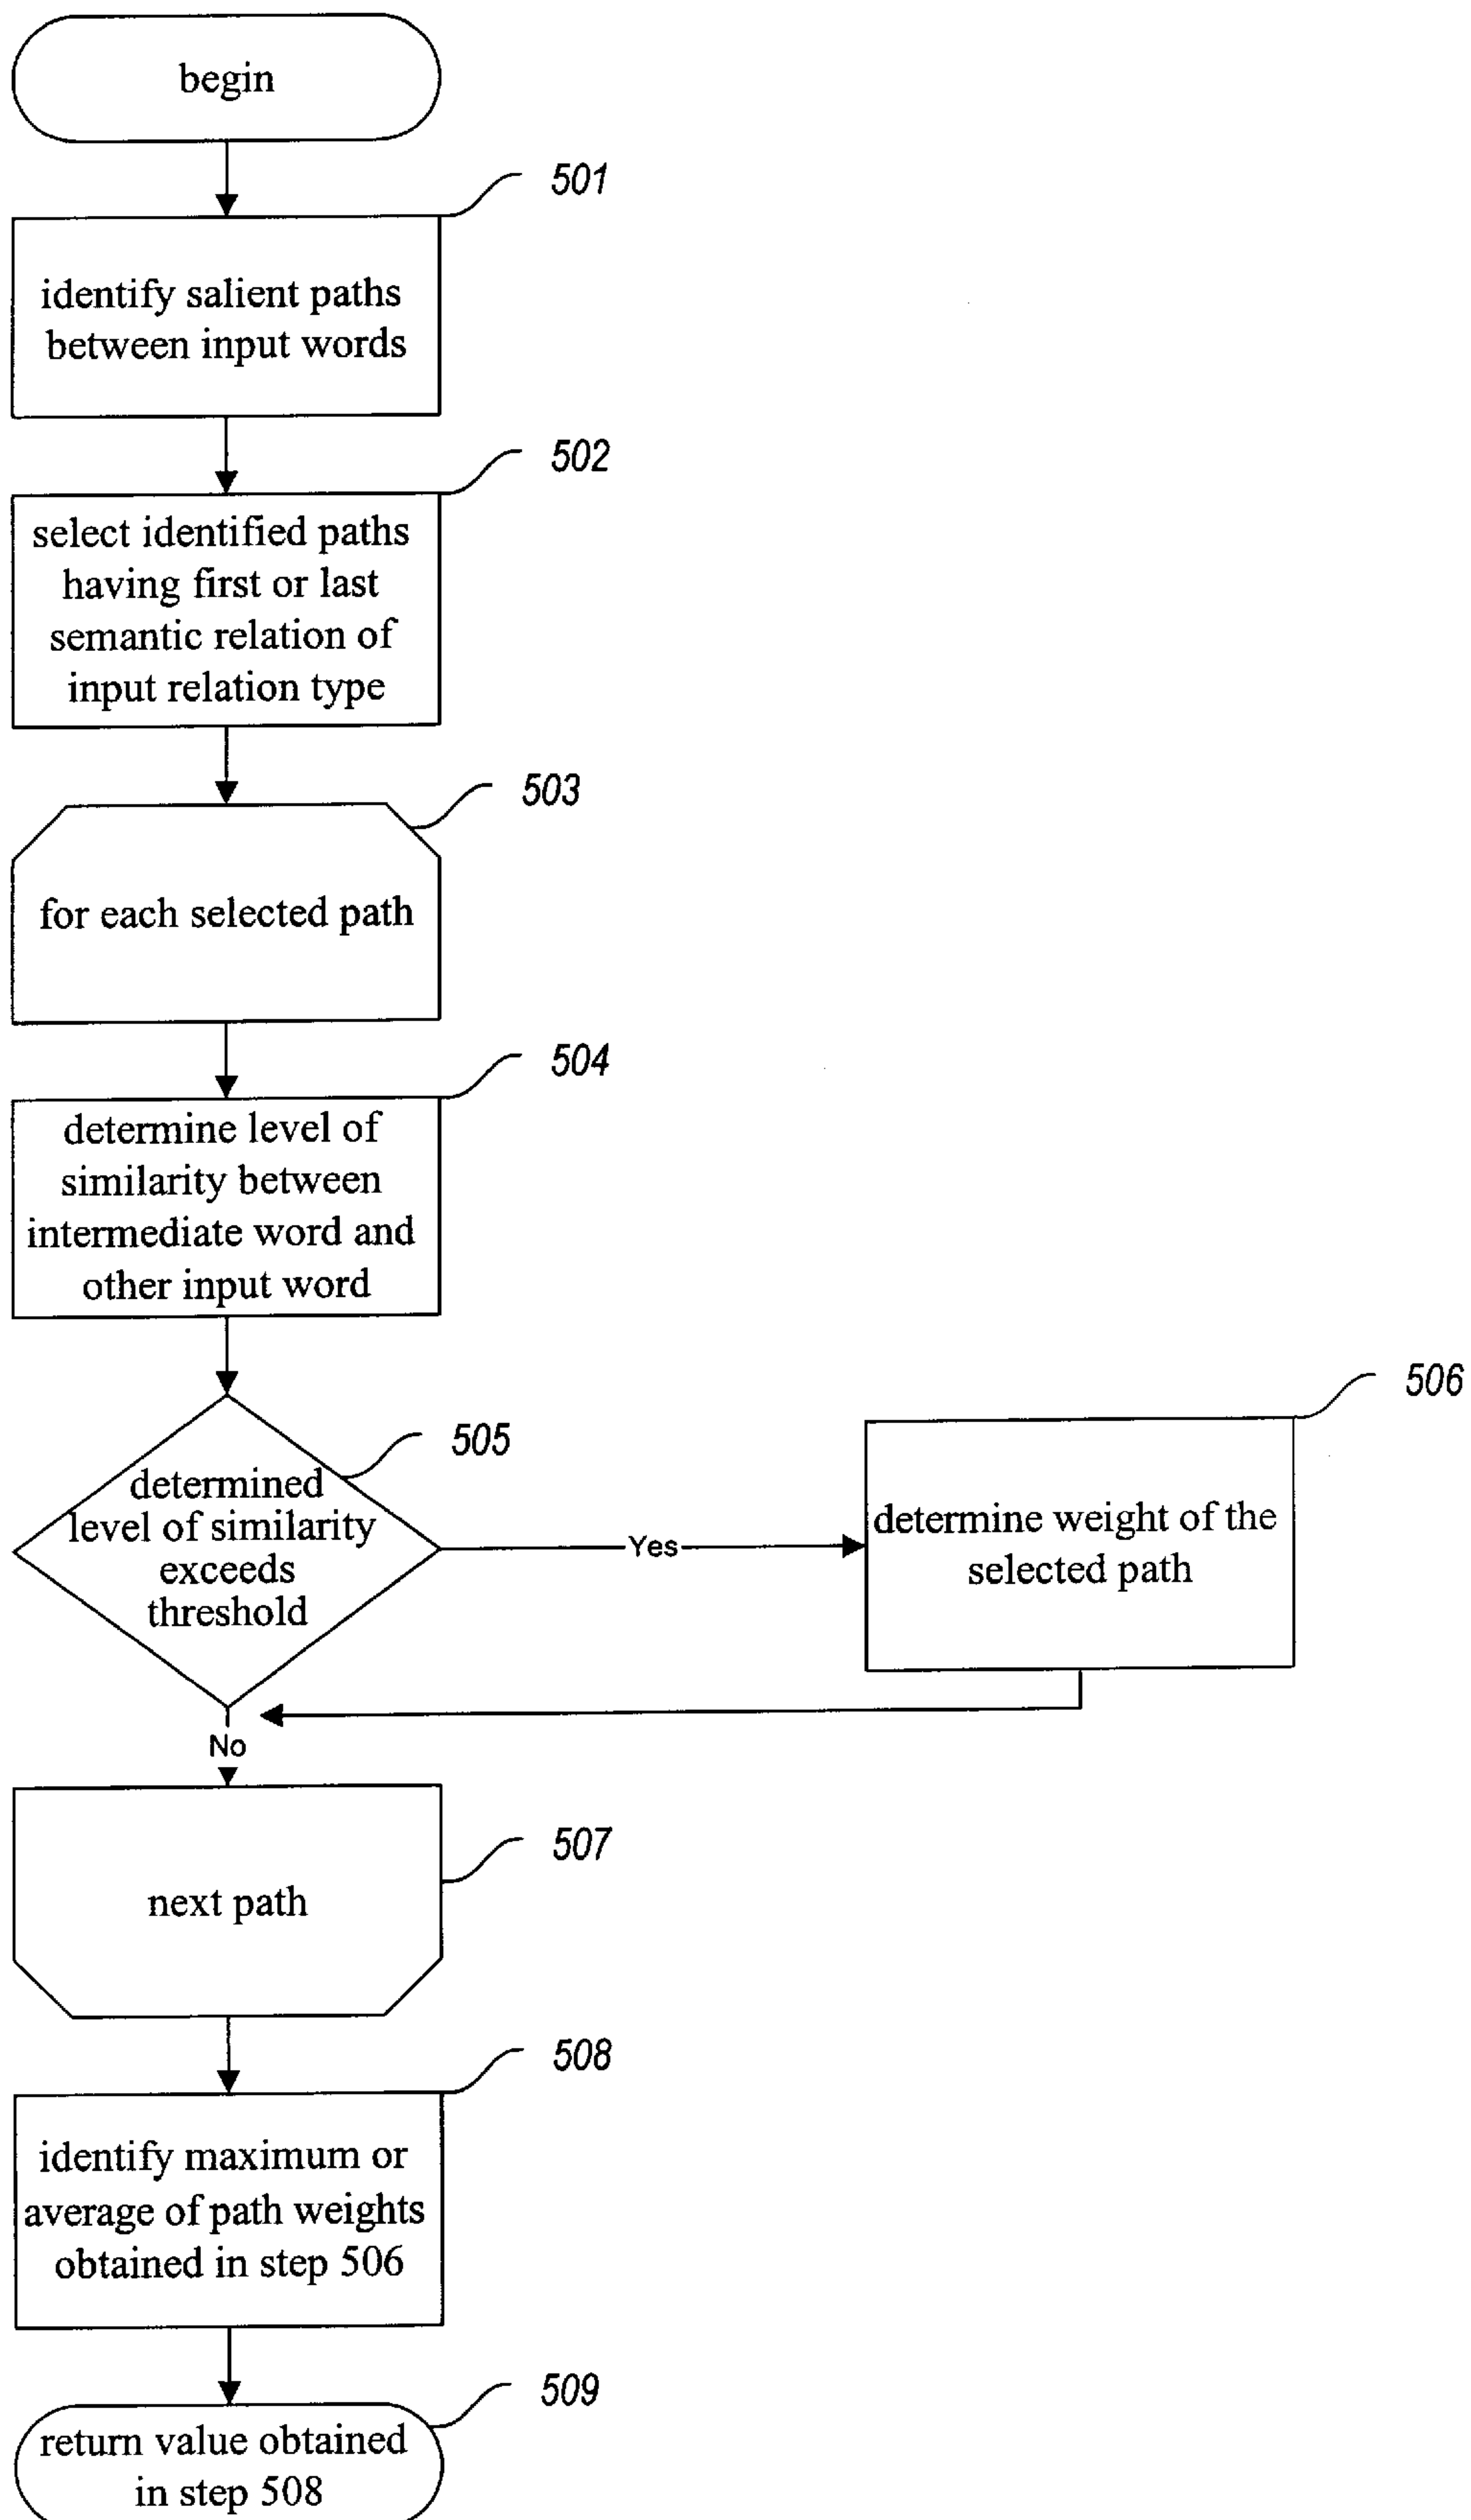 begin
501
identify salient paths
between input words
502
select identified paths
having first or last
semantic relation of
input relation type
503
for each selected path
504
determine level of
similarity between
intermediate word and
other input word
505
determined
level of similarity
exceeds
threshold
Yes
506
determine weight of the
selected path
No
507
next path
508
identify maximum or
average of path weights
obtained in step 506
509
return value obtained
in step 508